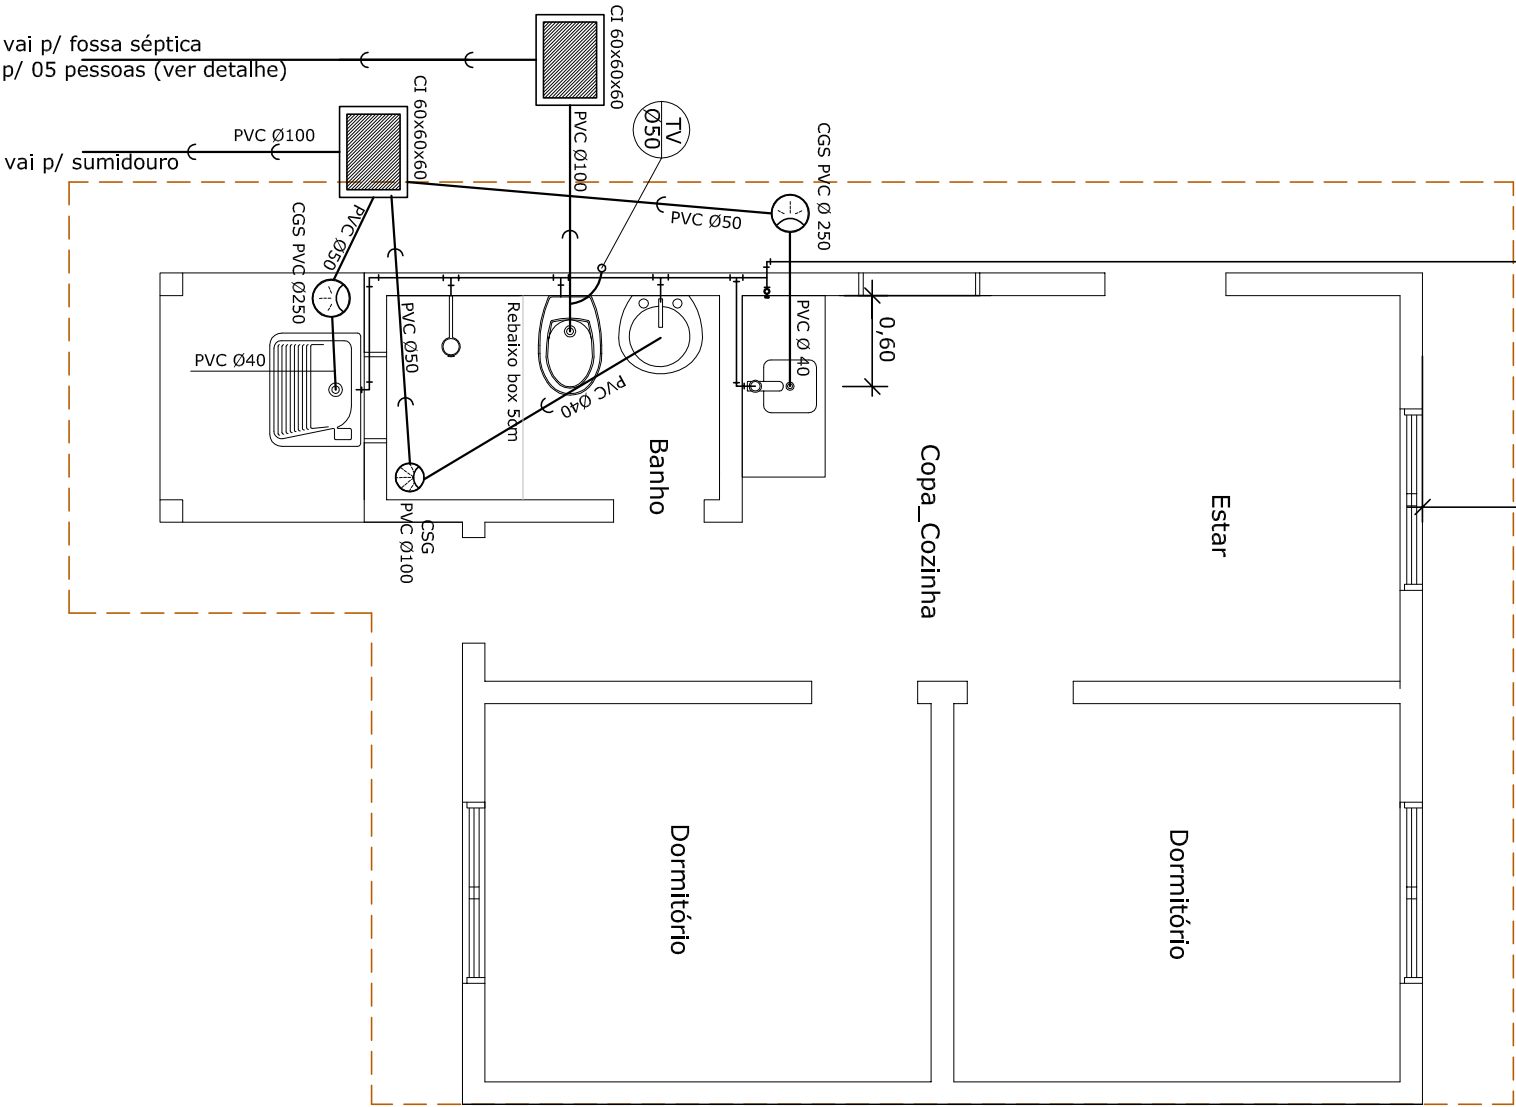 vai p/ fossa séptica
p/ 05 pessoas (ver detalhe)
CI 60x60x60
CI 60x60x60
PVC Ø100
vai p/ sumidouro
PVC Ø100
TV
Ø50
CGS PVC Ø 250
PVC Ø50
CGS PVC Ø250
PVC Ø50
PVC Ø50
PVC Ø40
Rebaixo box 5cm
PVC Ø40
PVC Ø 40
0,60
Banho
Copa_Cozinha
Estar
CSG
PVC Ø100
Dormitório
Dormitório